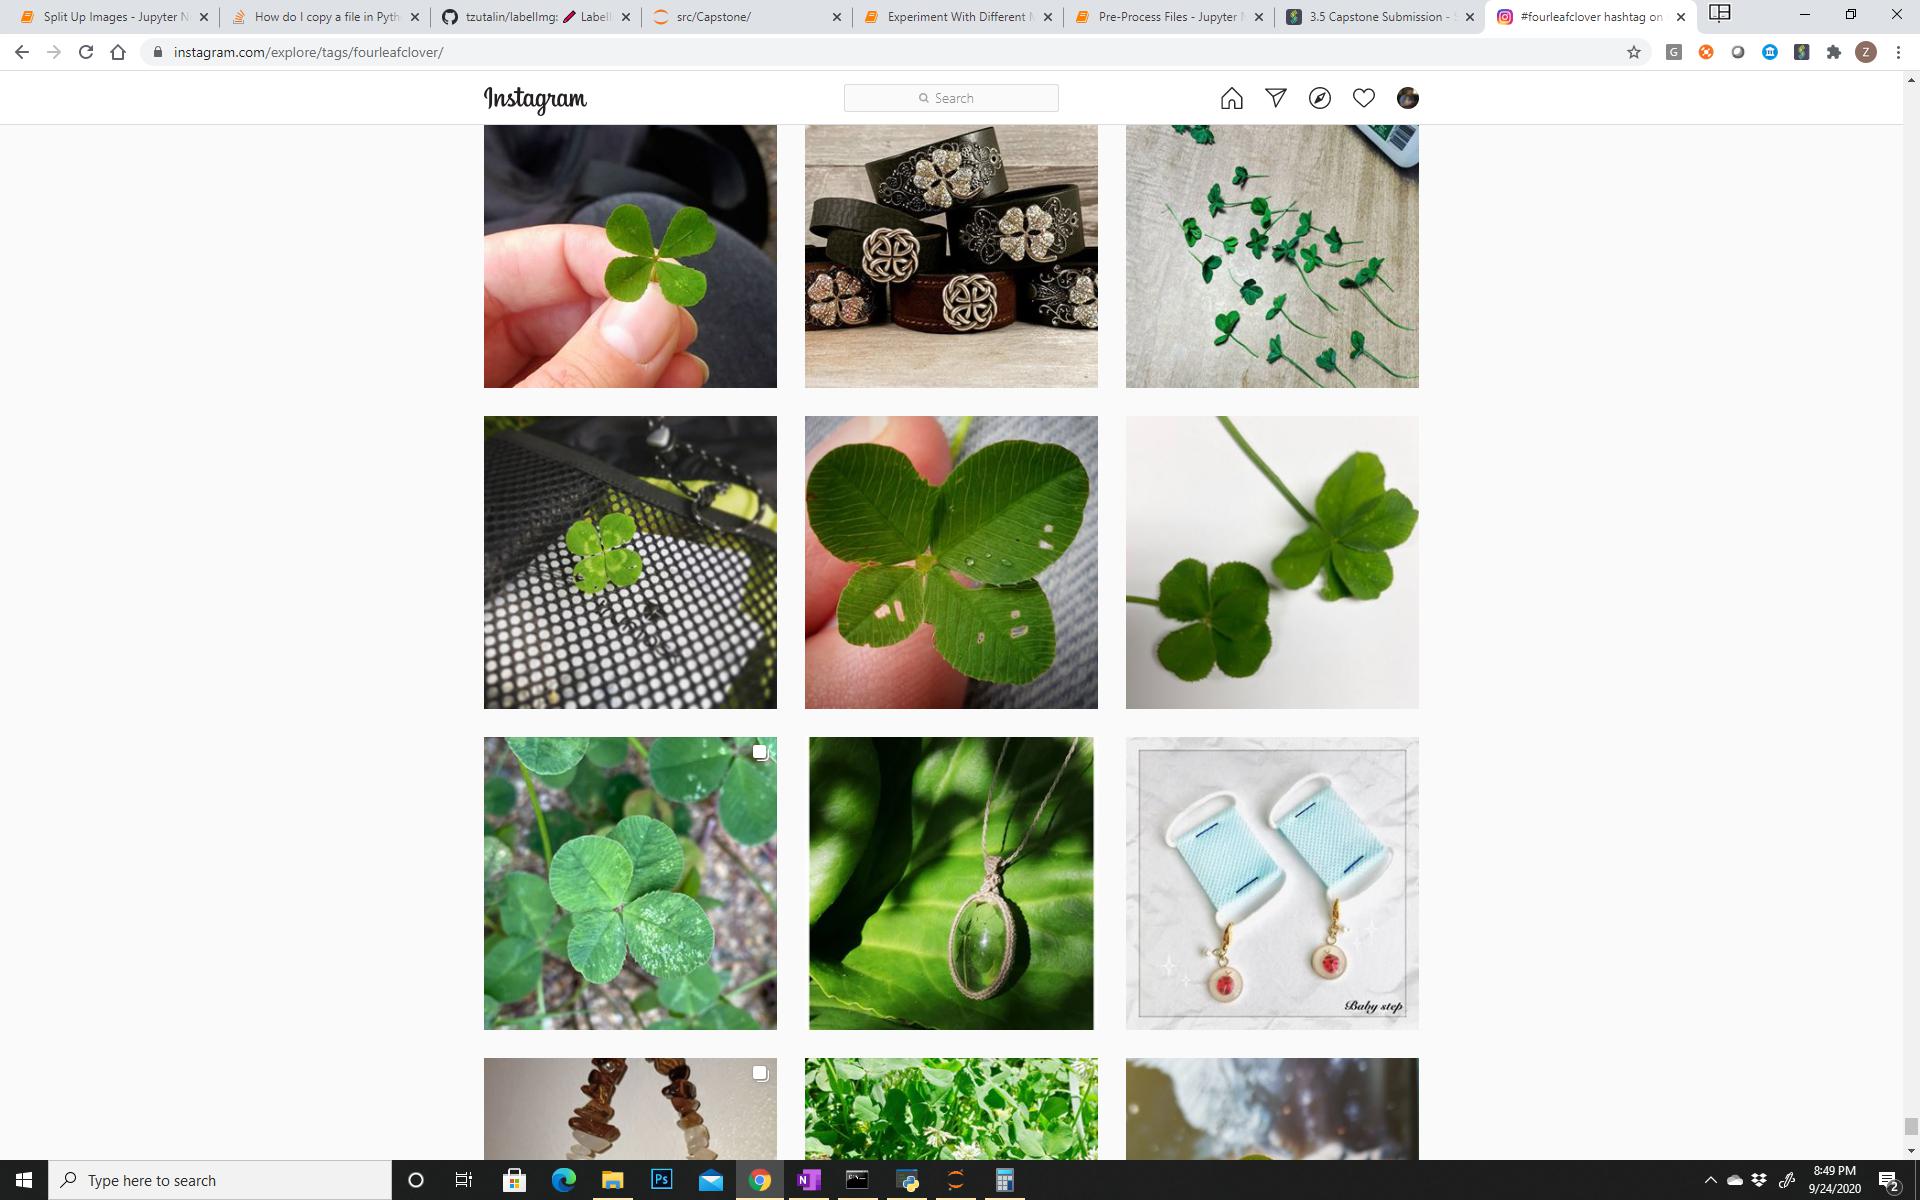 Split Up Images - Jupyter N
How do I copy a file in Pyth
tzutalin/labelImg: 🖍️ Labell
src/Capstone/
Experiment With Different M
Pre-Process Files - Jupyter N
3.5 Capstone Submission - S
#fourleafclover hashtag on
instagram.com/explore/tags/fourleafclover/
G
Z
Instagram
Search
Baby step
Type here to search
Ps
N
8:49 PM
9/24/2020
2